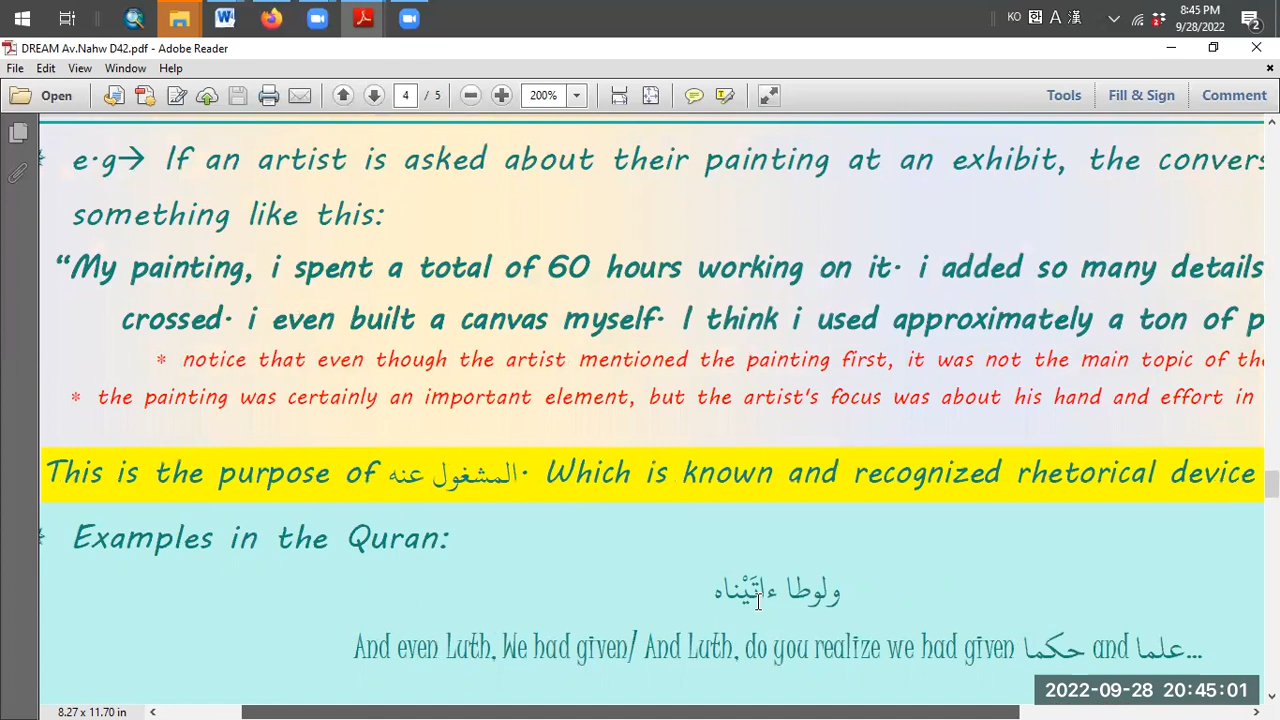 KO 획 A 漢
8:45 PM
9/28/2022
2
DREAM Av.Nahw D42.pdf - Adobe Reader
File Edit View Window Help
Open 4 / 5 200% Tools Fill & Sign Comment
* e.g→ If an artist is asked about their painting at an exhibit, the convers
something like this:
“My painting, i spent a total of 60 hours working on it. i added so many details
crossed. i even built a canvas myself. I think i used approximately a ton of p
* notice that even though the artist mentioned the painting first, it was not the main topic of the
* the painting was certainly an important element, but the artist's focus was about his hand and effort in
This is the purpose of المشغول عنه. Which is known and recognized rhetorical device
* Examples in the Quran:
ولوطا ءاتَيْناه
And even Luth, We had given/ And Luth, do you realize we had given حكما and علما...
2022-09-28 20:45:01
8.27 x 11.70 in